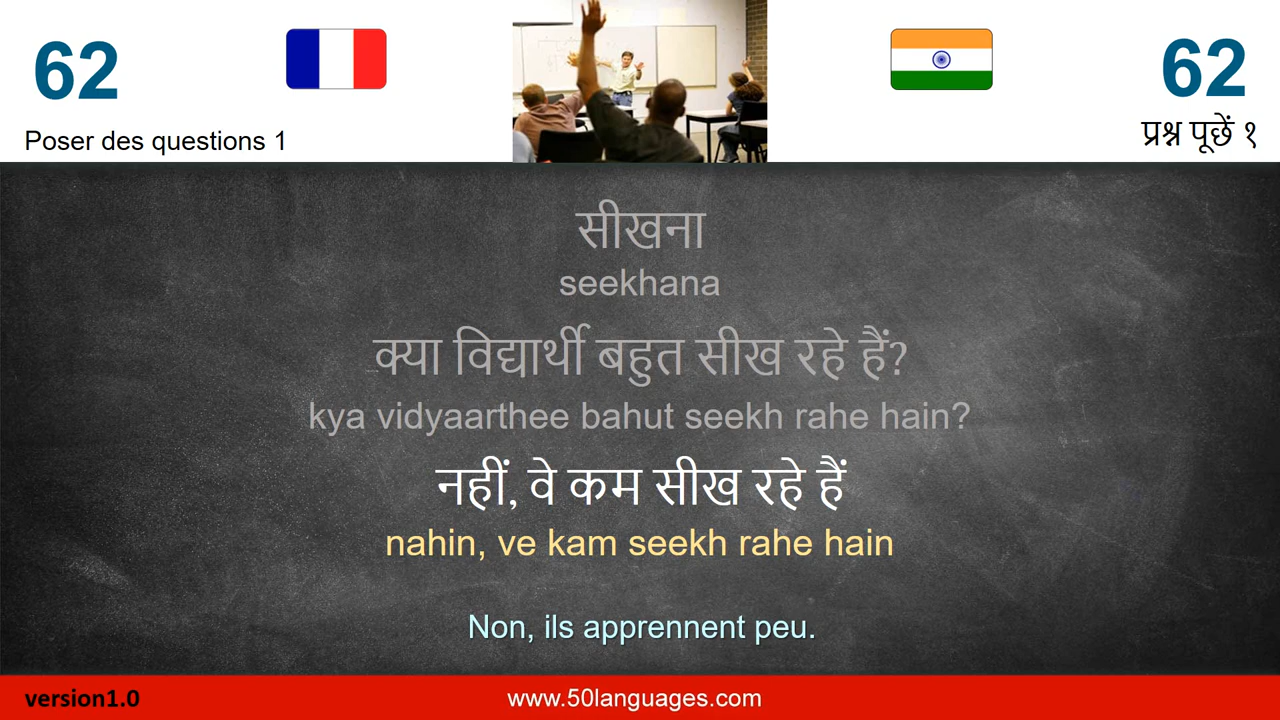 62
62
Poser des questions 1
प्रश्न पूछें १
सीखना
seekhana
क्या विद्यार्थी बहुत सीख रहे हैं?
kya vidyaarthee bahut seekh rahe hain?
नहीं, वे कम सीख रहे हैं
nahin, ve kam seekh rahe hain
Non, ils apprennent peu.
version1.0
www.50languages.com